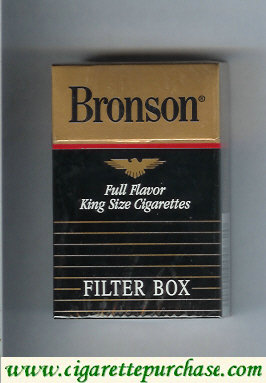 Bronson®
Full Flavor
King Size Cigarettes
FILTER BOX
www.cigarettepurchase.com